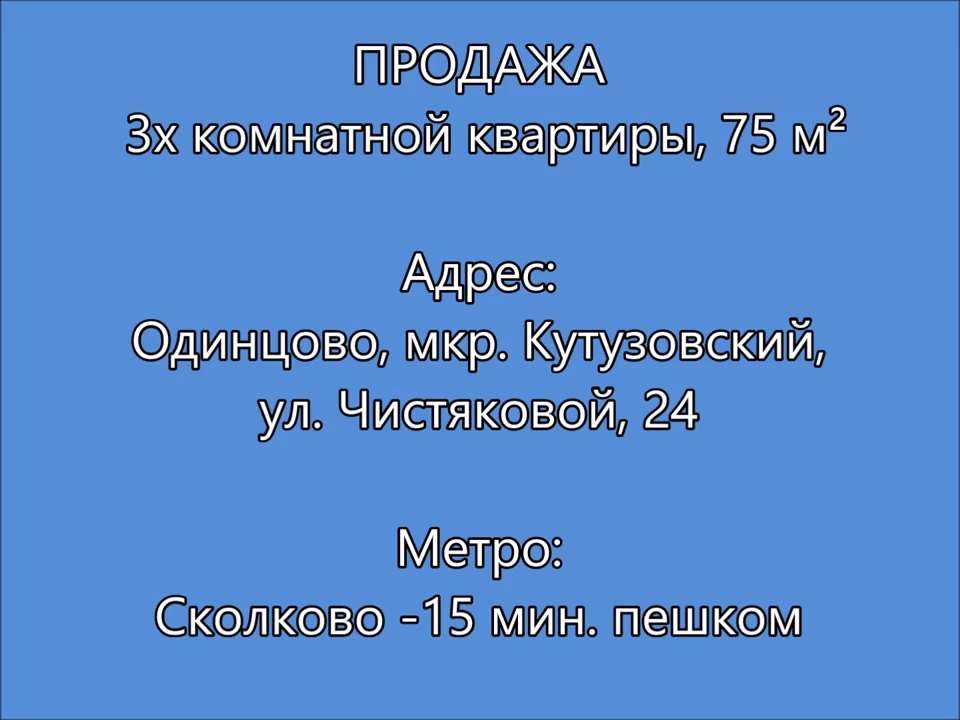 ПРОДАЖА
3х комнатной квартиры, 75 м²
Адрес:
Одинцово, мкр. Кутузовский,
ул. Чистяковой, 24
Метро:
Сколково -15 мин. пешком